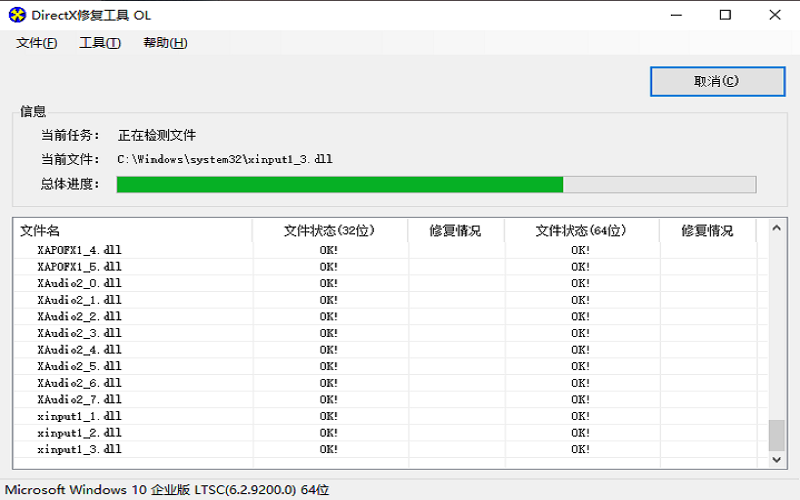 DirectX修复工具 OL
文件(F) 工具(T) 帮助(H)
取消(C)
信息
当前任务: 正在检测文件
当前文件: C:\Windows\system32\xinput1_3.dll
总体进度:
文件名 文件状态(32位) 修复情况 文件状态(64位) 修复情况
XAPOFX1_4.dll OK! OK!
XAPOFX1_5.dll OK! OK!
XAudio2_0.dll OK! OK!
XAudio2_1.dll OK! OK!
XAudio2_2.dll OK! OK!
XAudio2_3.dll OK! OK!
XAudio2_4.dll OK! OK!
XAudio2_5.dll OK! OK!
XAudio2_6.dll OK! OK!
XAudio2_7.dll OK! OK!
xinput1_1.dll OK! OK!
xinput1_2.dll OK! OK!
xinput1_3.dll OK! OK!
Microsoft Windows 10 企业版 LTSC(6.2.9200.0) 64位